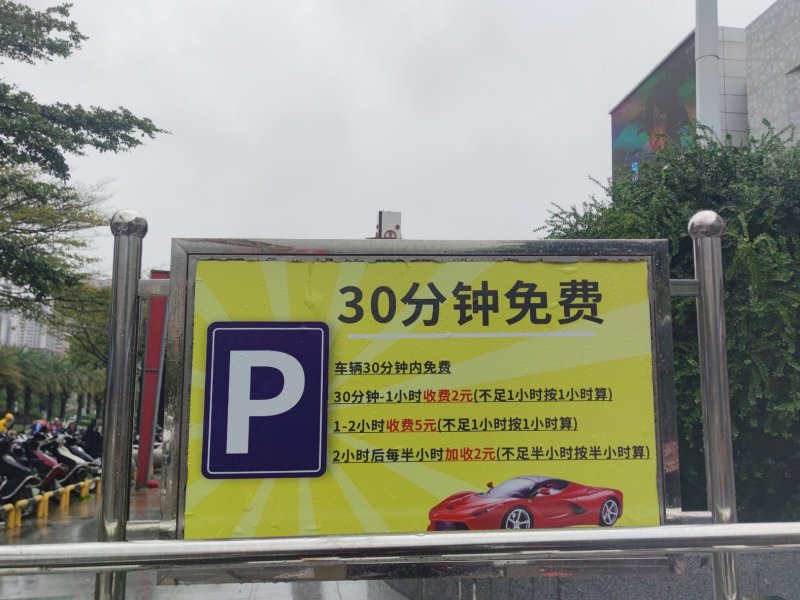 30分钟免费
P
车辆30分钟内免费
30分钟-1小时收费2元(不足1小时按1小时算)
1-2小时收费5元(不足1小时按1小时算)
2小时后每半小时加收2元(不足半小时按半小时算)